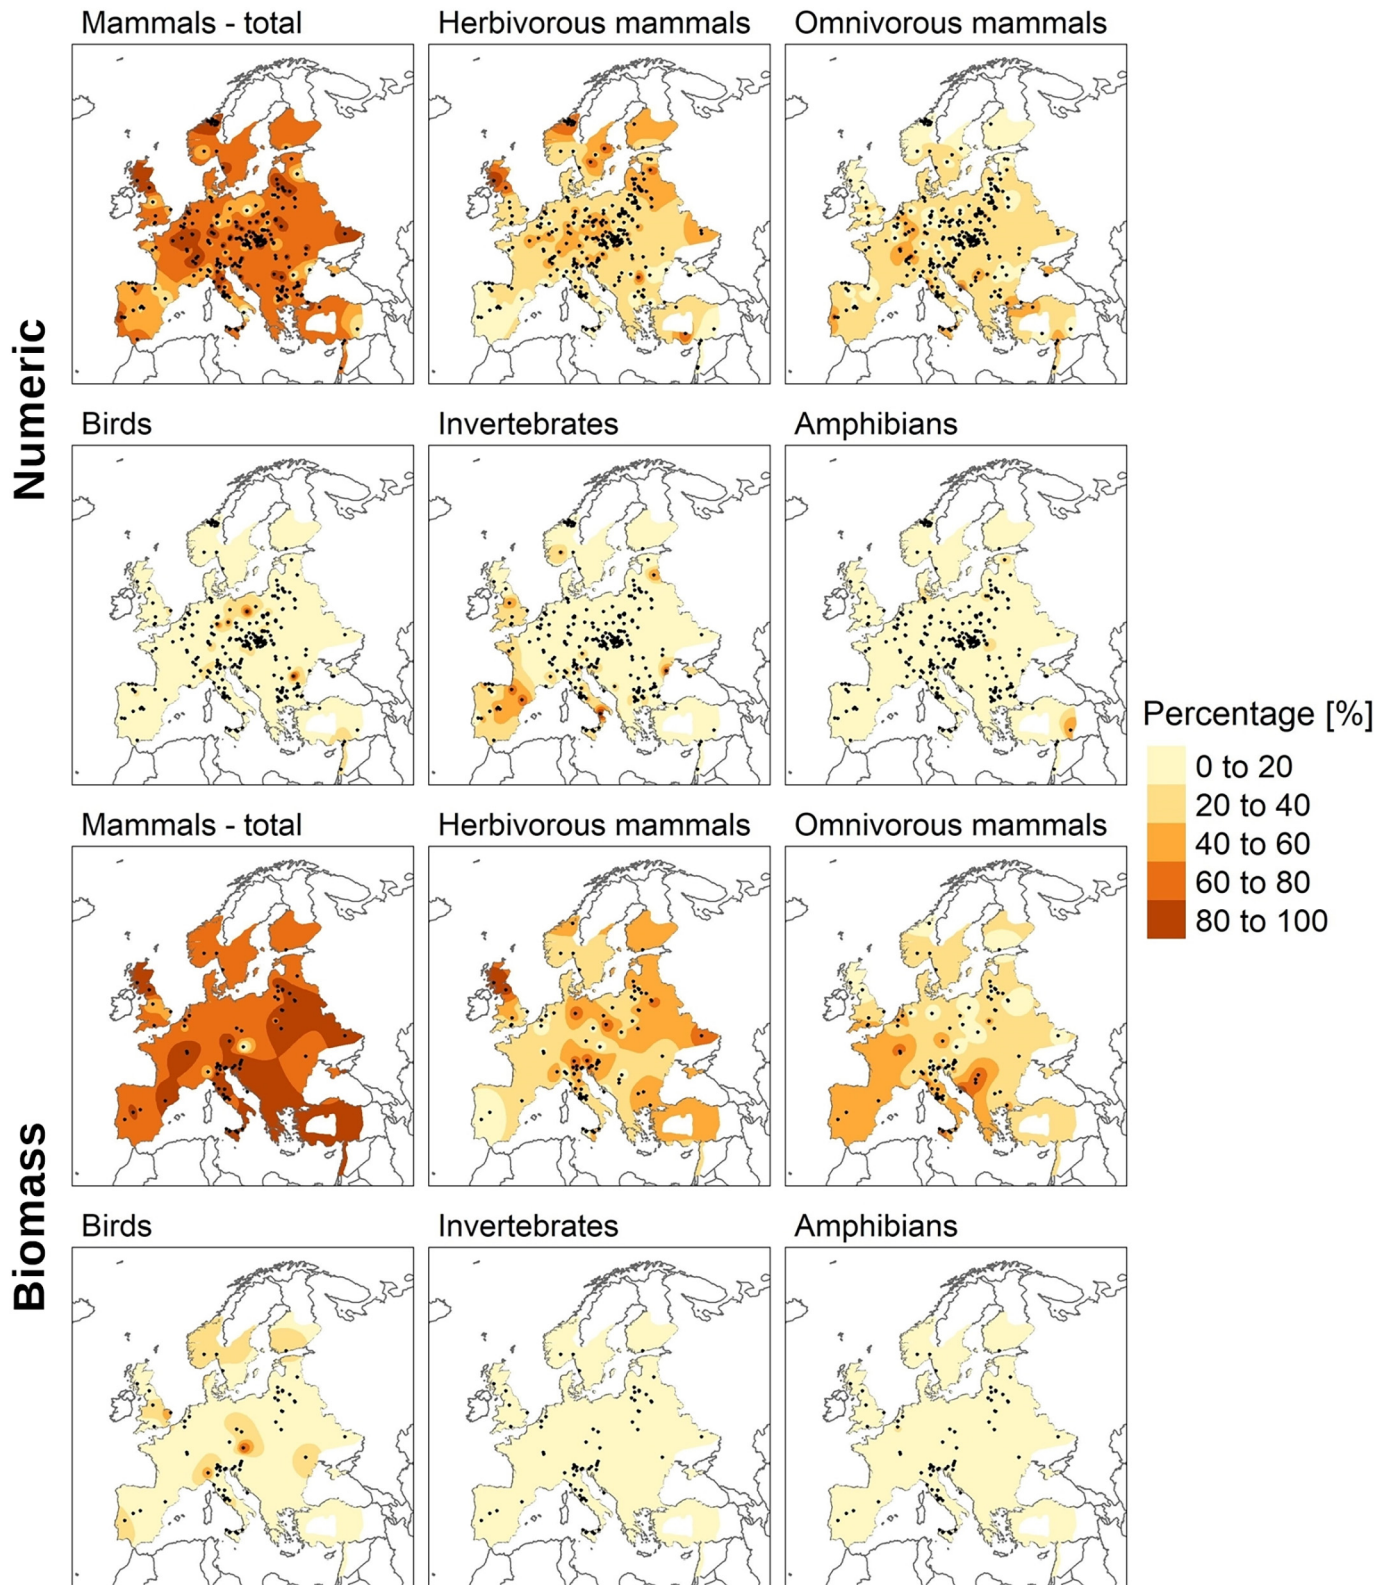 Mammals - total
Herbivorous mammals
Omnivorous mammals
Numeric
Birds
Invertebrates
Amphibians
Percentage [%]
0 to 20
20 to 40
40 to 60
60 to 80
80 to 100
Mammals - total
Herbivorous mammals
Omnivorous mammals
Biomass
Birds
Invertebrates
Amphibians